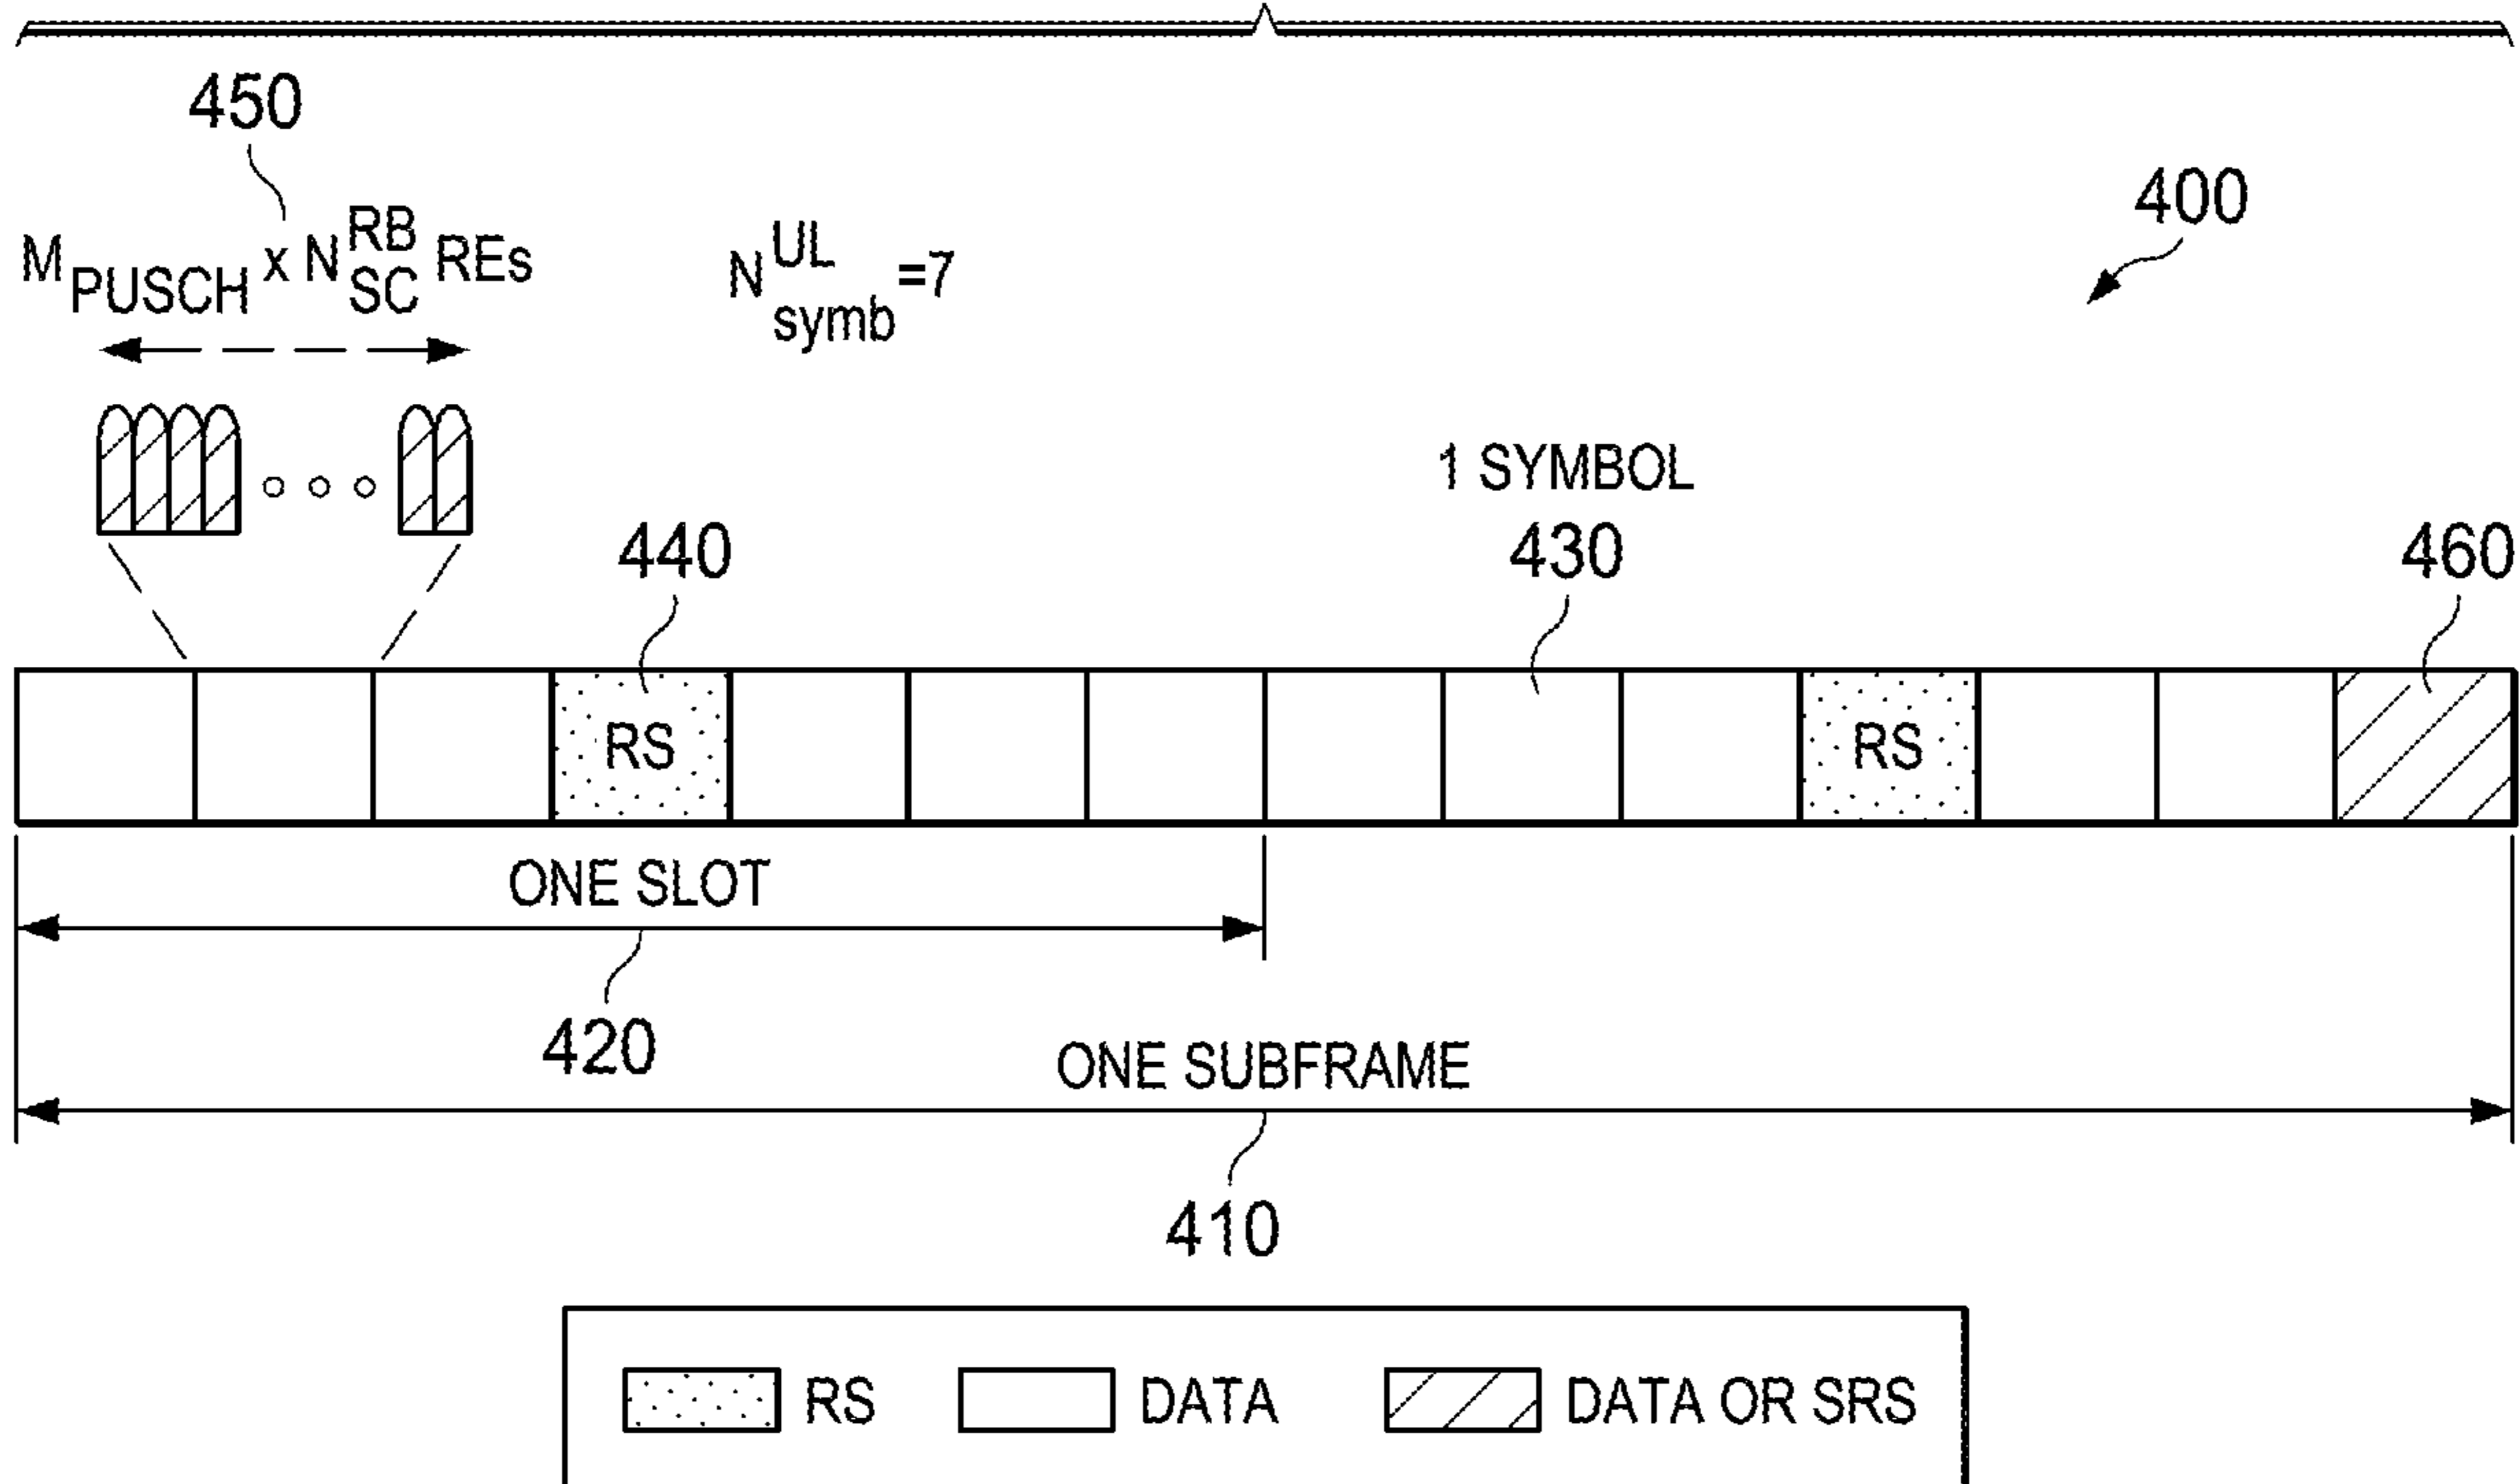 450
400
M PUSCH x N RB SC REs
N UL symb =7
1 SYMBOL
440
430
460
RS
RS
ONE SLOT
420
ONE SUBFRAME
410
RS
DATA
DATA OR SRS